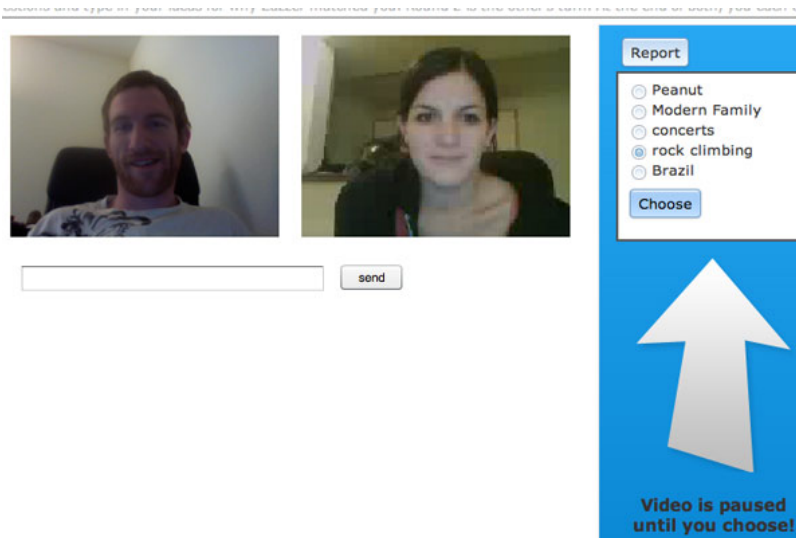 Report
Peanut
Modern Family
concerts
rock climbing
Brazil
Choose
send
Video is paused
until you choose!